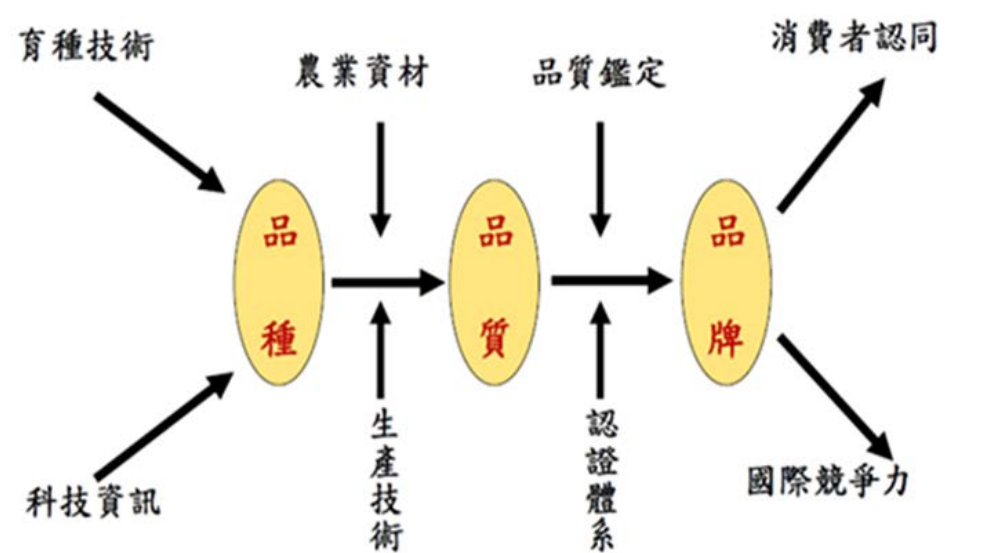 育種技術
農業資材
品質鑑定
消費者認同
品種
品質
品牌
科技資訊
生產技術
認證體系
國際競爭力